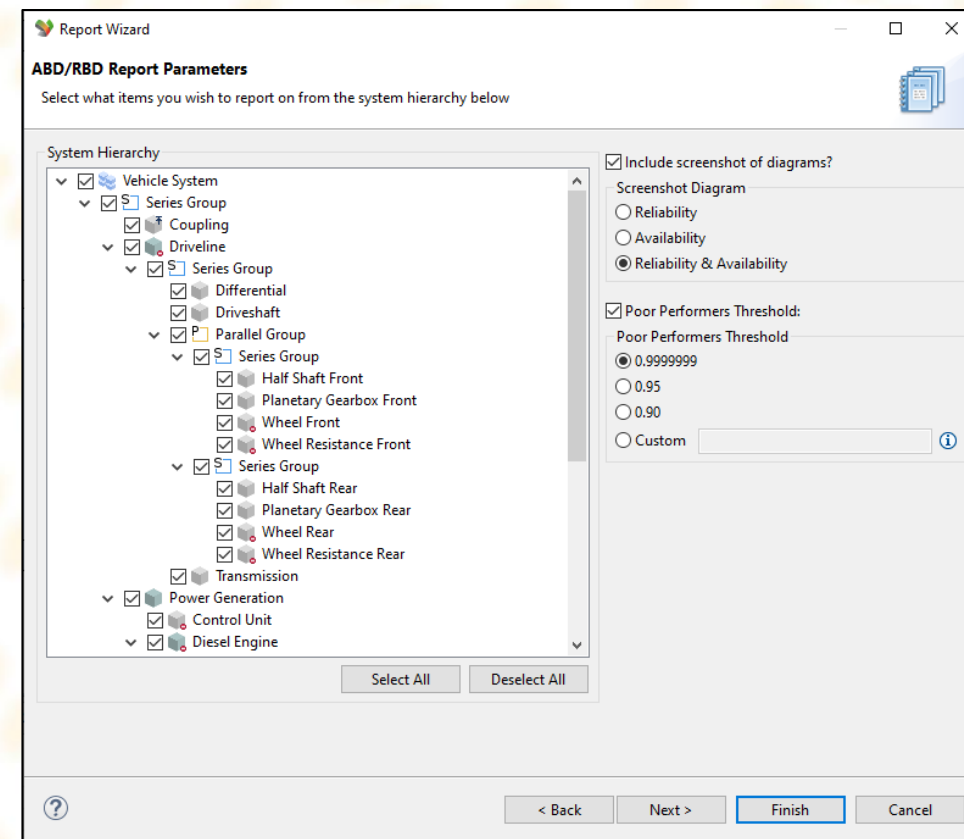 Report Wizard
ABD/RBD Report Parameters
Select what items you wish to report on from the system hierarchy below
System Hierarchy
Vehicle System
S Series Group
Coupling
Driveline
S Series Group
Differential
Driveshaft
P Parallel Group
S Series Group
Half Shaft Front
Planetary Gearbox Front
Wheel Front
Wheel Resistance Front
S Series Group
Half Shaft Rear
Planetary Gearbox Rear
Wheel Rear
Wheel Resistance Rear
Transmission
Power Generation
Control Unit
Diesel Engine
Select All
Deselect All
Include screenshot of diagrams?
Screenshot Diagram
Reliability
Availability
Reliability & Availability
Poor Performers Threshold:
Poor Performers Threshold
0.9999999
0.95
0.90
Custom
< Back
Next >
Finish
Cancel